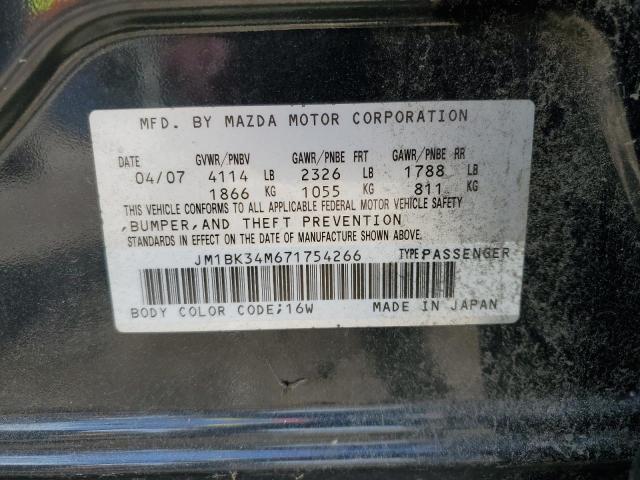 MFD. BY MAZDA MOTOR CORPORATION
DATE GVWR/PNBV GAWR/PNBE FRT GAWR/PNBE RR
04/07 4114 LB 2326 LB 1788 LB
1866 KG 1055 KG 811 KG
THIS VEHICLE CONFORMS TO ALL APPLICABLE FEDERAL MOTOR VEHICLE SAFETY
,BUMPER,AND THEFT PREVENTION
STANDARDS IN EFFECT ON THE DATE OF MANUFACTURE SHOWN ABOVE.
JM1BK34M671754266 TYPE:PASSENGER
BODY COLOR CODE;16W MADE IN JAPAN